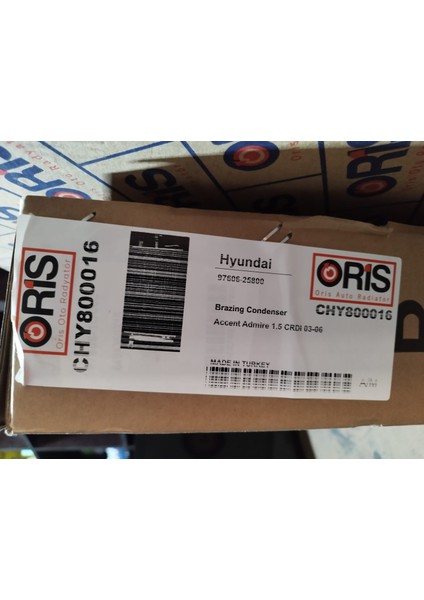 ORIS
Oris Oto Radyatör
CHY800016
Hyundai
97606-25800
Brazing Condenser
Accent Admire 1.5 CRDI 03-06
MADE IN TURKEY
ORIS
Oris Auto Radiator
CHY800016